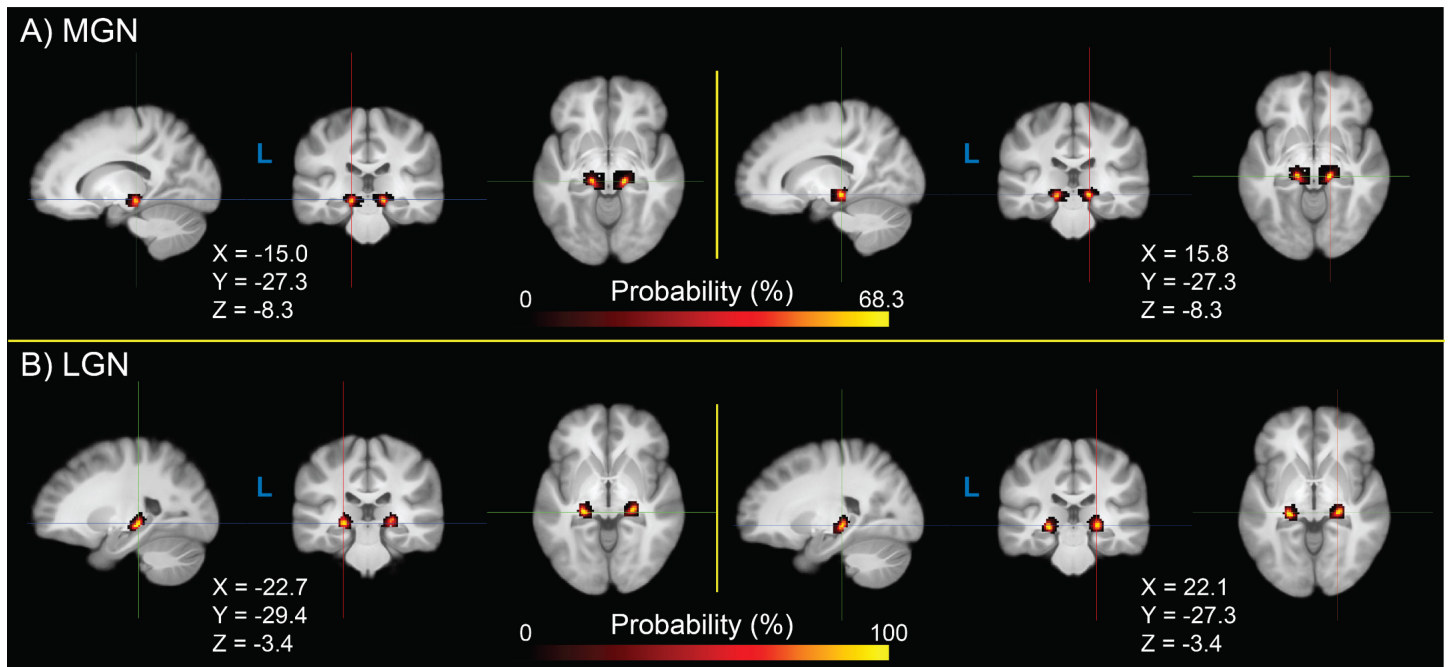 A) MGN
L
X = -15.0
Y = -27.3
Z = -8.3
L
X = 15.8
Y = -27.3
Z = -8.3
Probability (%)
0
68.3
B) LGN
L
X = -22.7
Y = -29.4
Z = -3.4
L
X = 22.1
Y = -27.3
Z = -3.4
Probability (%)
0
100